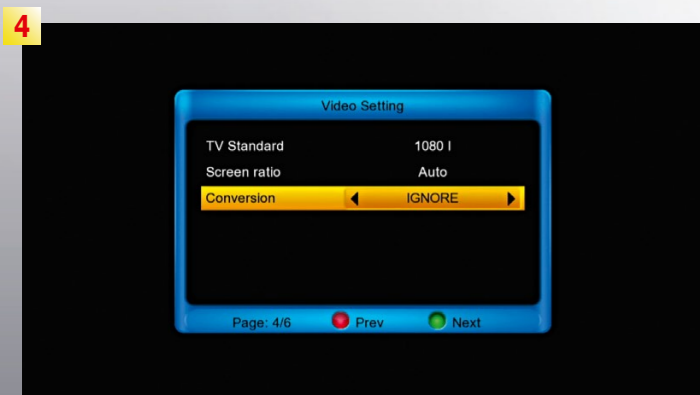 4
Video Setting
TV Standard 1080 I
Screen ratio Auto
Conversion IGNORE
Page: 4/6 Prev Next